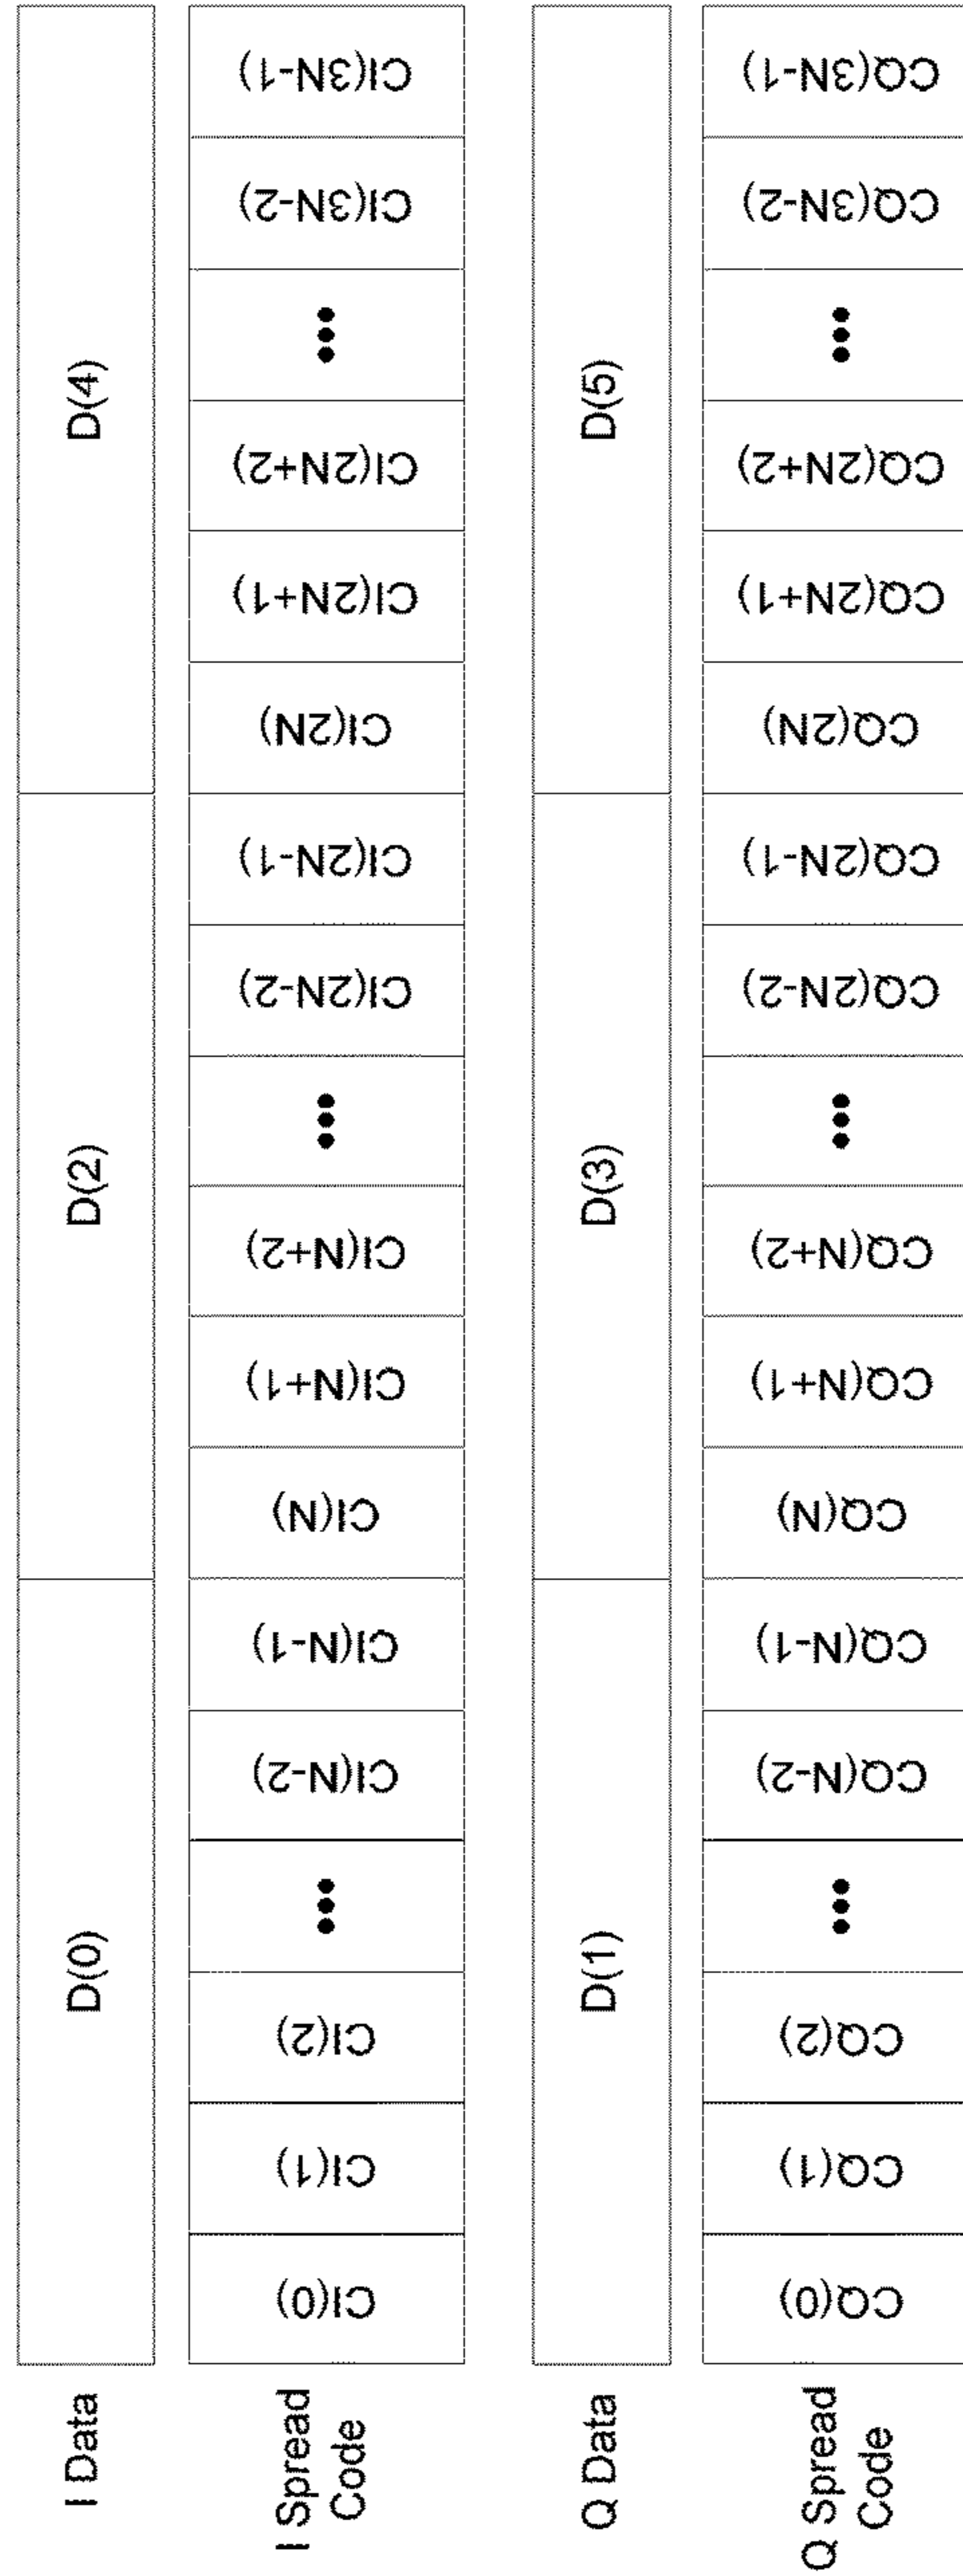 I Data
D(0)
D(2)
D(4)
I Spread
Code
CI(0)
CI(1)
CI(2)
•••
CI(N-2)
CI(N-1)
CI(N)
CI(N+1)
CI(N+2)
•••
CI(2N-2)
CI(2N-1)
CI(2N)
CI(2N+1)
CI(2N+2)
•••
CI(3N-2)
CI(3N-1)
Q Data
D(1)
D(3)
D(5)
Q Spread
Code
CQ(0)
CQ(1)
CQ(2)
•••
CQ(N-2)
CQ(N-1)
CQ(N)
CQ(N+1)
CQ(N+2)
•••
CQ(2N-2)
CQ(2N-1)
CQ(2N)
CQ(2N+1)
CQ(2N+2)
•••
CQ(3N-2)
CQ(3N-1)